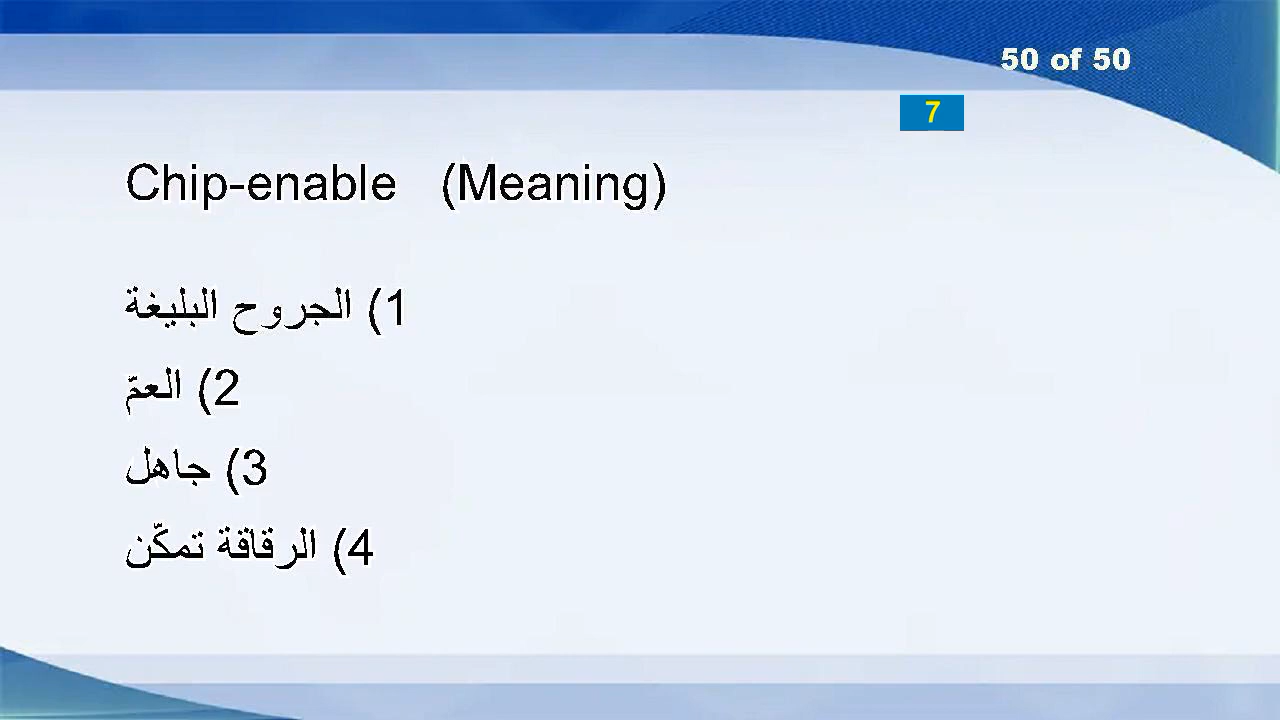 50 of 50
7
Chip-enable (Meaning)
1) الجروح البليغة
2) العمّ
3) جاهل
4) الرقاقة تمكّن